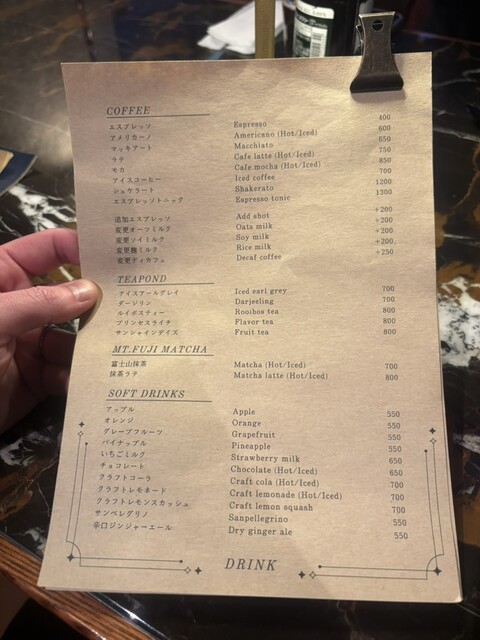 COFFEE
エスプレッソ Espresso 400
アメリカーノ Americano (Hot/Iced) 600
マッキアート Macchiato 650
ラテ Cafe latte (Hot/Iced) 750
モカ Cafe mocha (Hot/Iced) 850
アイスコーヒー Iced coffee 700
シェケラート Shakerato 1200
エスプレッソトニック Espresso tonic 1300
追加エスプレッソ Add shot +200
変更オーツミルク Oats milk +200
変更ソイミルク Soy milk +200
変更麹ミルク Rice milk +200
変更ディカフェ Decaf coffee +250
TEAPOND
アイスアールグレイ Iced earl grey 700
ダージリン Darjeeling 700
ルイボスティー Rooibos tea 800
プリンセスライチ Flavor tea 800
サンシャインデイズ Fruit tea 800
MT.FUJI MATCHA
富士山抹茶 Matcha (Hot/Iced) 700
抹茶ラテ Matcha latte (Hot/Iced) 800
SOFT DRINKS
アップル Apple 550
オレンジ Orange 550
グレープフルーツ Grapefruit 550
パイナップル Pineapple 550
いちごミルク Strawberry milk 650
チョコレート Chocolate (Hot/Iced) 650
クラフトコーラ Craft cola (Hot/Iced) 700
クラフトレモネード Craft lemonade (Hot/Iced) 700
クラフトレモンスカッシュ Craft lemon squash 700
サンペレグリノ Sanpellegrino 550
辛口ジンジャーエール Dry ginger ale 550
DRINK